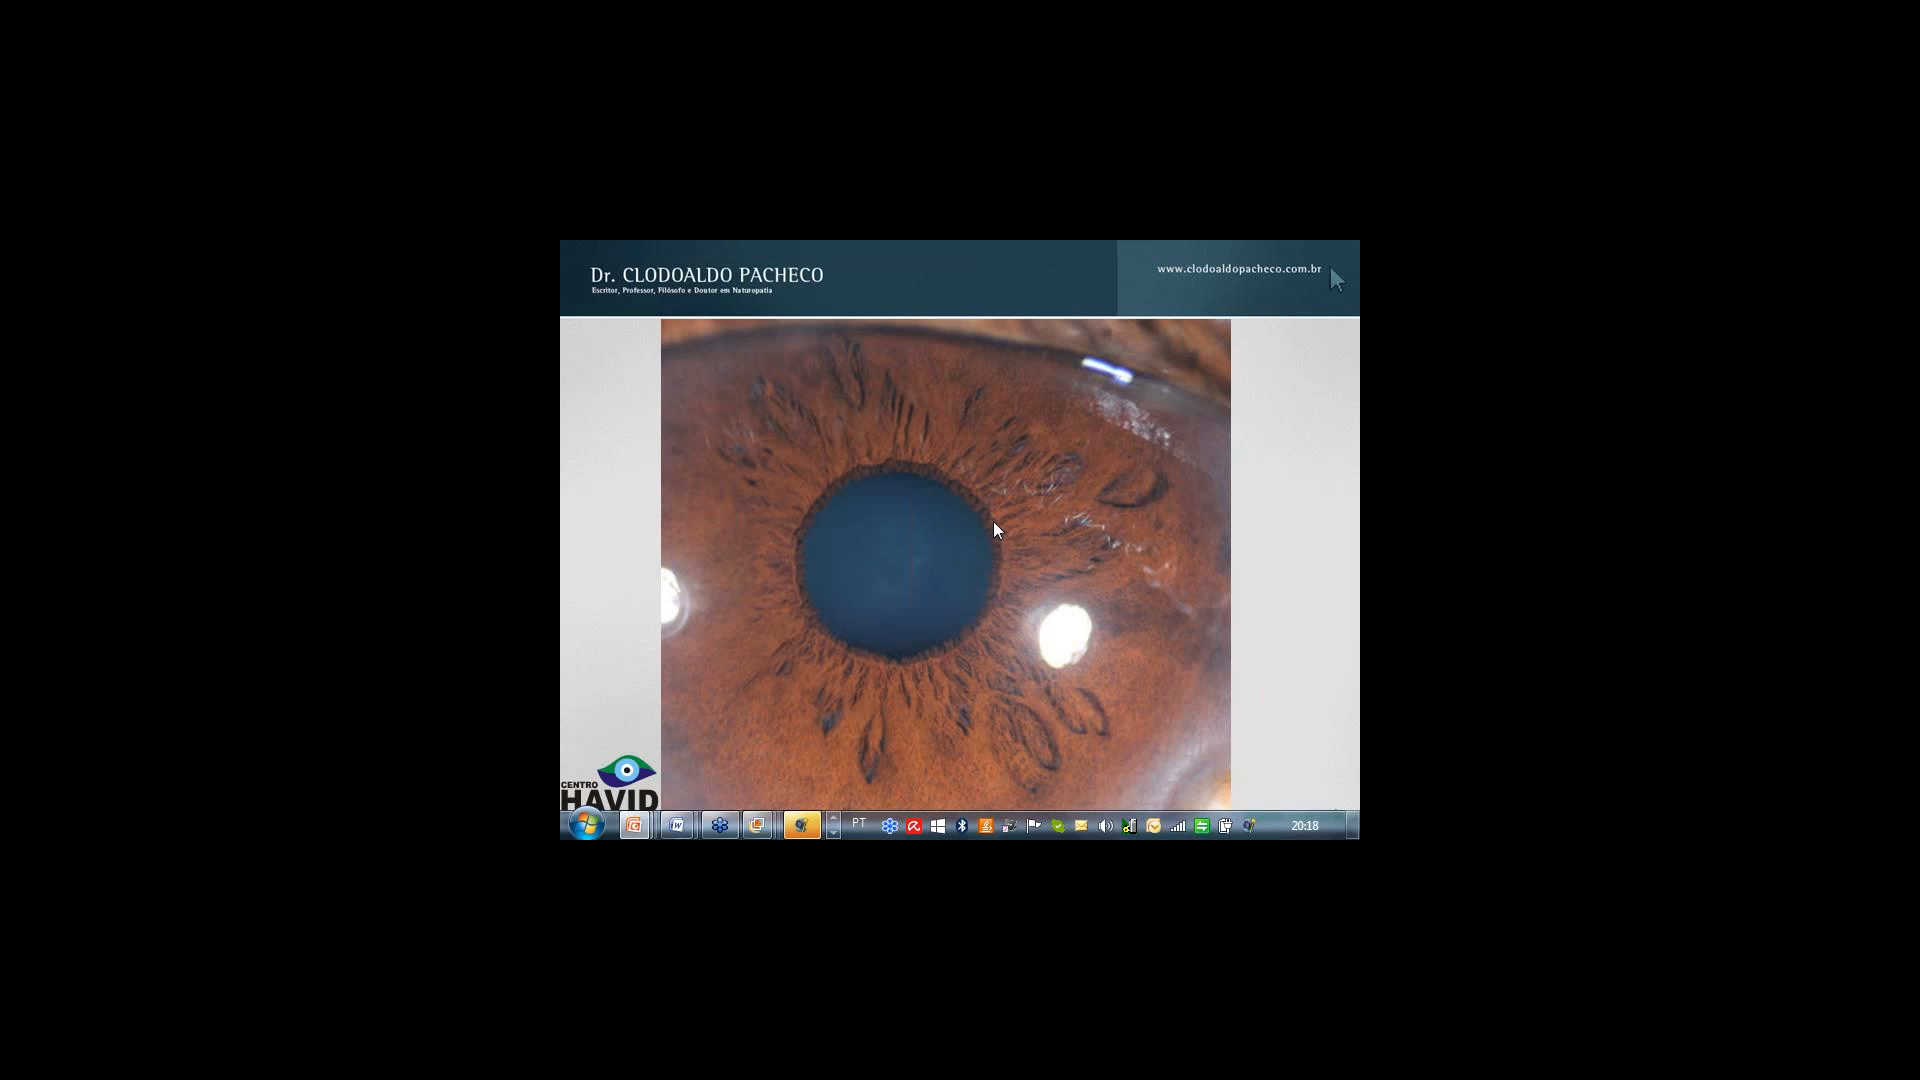 Dr. CLODOALDO PACHECO
Escritor, Professor, Filósofo e Doutor em Naturopatia
www.clodoaldopacheco.com.br
CENTRO
HAVID
PT
20:18